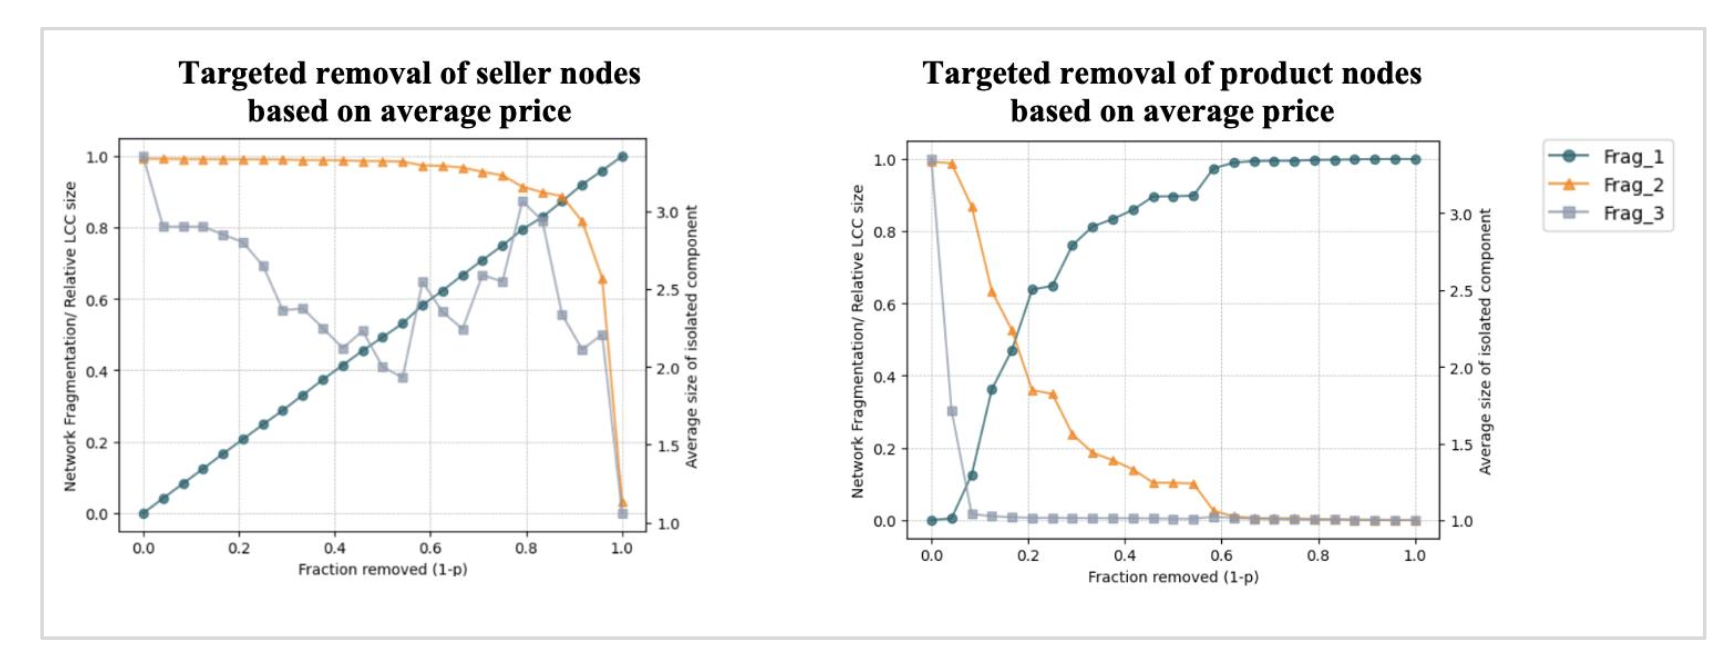 Targeted removal of seller nodes
based on average price
1.0
0.8
0.6
0.4
0.2
0.0
Network Fragmentation/ Relative LCC size
3.0
2.5
2.0
1.5
1.0
Average size of isolated component
0.0 0.2 0.4 0.6 0.8 1.0
Fraction removed (1-p)
Targeted removal of product nodes
based on average price
1.0
0.8
0.6
0.4
0.2
0.0
Network Fragmentation/ Relative LCC size
3.0
2.5
2.0
1.5
1.0
Average size of isolated component
0.0 0.2 0.4 0.6 0.8 1.0
Fraction removed (1-p)
Frag_1
Frag_2
Frag_3